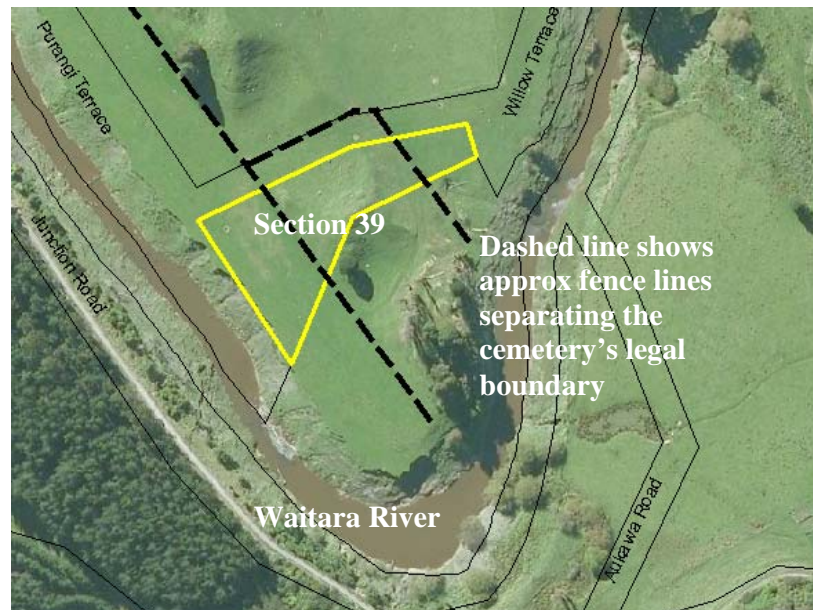 Purangi Terrace
Willow Terrace
Section 39
Junction Road
Dashed line shows
approx fence lines
separating the
cemetery's legal
boundary
Waitara River
Aukawa Road